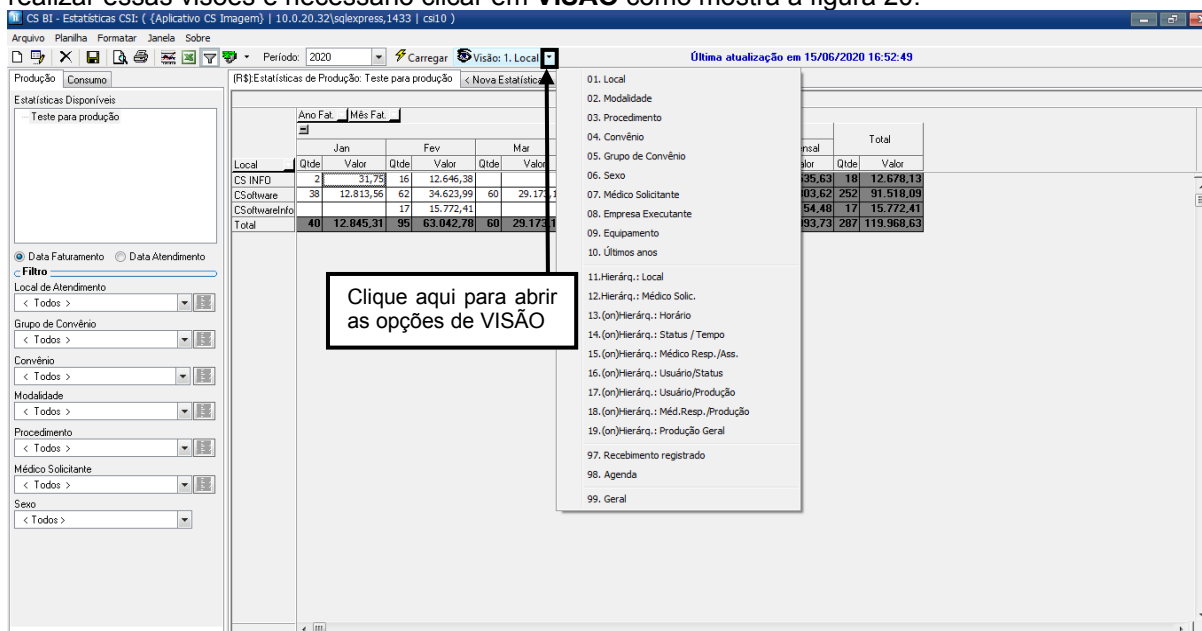 realizar essas visões é necessário clicar em VISÃO como mostra a figura 20.
CS BI - Estatísticas CSI: ( {Aplicativo CS Imagem} | 10.0.20.32\sqlexpress,1433 | csi10 )
Arquivo Planilha Formatar Janela Sobre
Período: 2020 Carregar Visão: 1. Local Última atualização em 15/06/2020 16:52:49
Produção Consumo
(R$):Estatísticas de Produção: Teste para produção < Nova Estatística
Estatísticas Disponíveis
Teste para produção
Ano Fat. Mês Fat.
Jan Fev Mar Total
Local Qtde Valor Qtde Valor Qtde Valor Qtde Valor
CS INFO 2 31,75 16 12.646,38 18 12.678,13
CSoftware 38 12.813,56 62 34.623,99 60 252 91.518,09
CSoftwareInfo 17 15.772,41 54,48 17 15.772,41
Total 40 12.845,31 95 63.042,78 60 287 119.968,63
01. Local
02. Modalidade
03. Procedimento
04. Convênio
05. Grupo de Convênio
06. Sexo
07. Médico Solicitante
08. Empresa Executante
09. Equipamento
10. Últimos anos
11.Hierárq.: Local
12.Hierárq.: Médico Solic.
13.(on)Hierárq.: Horário
14.(on)Hierárq.: Status / Tempo
15.(on)Hierárq.: Médico Resp./Ass.
16.(on)Hierárq.: Usuário/Status
17.(on)Hierárq.: Usuário/Produção
18.(on)Hierárq.: Méd.Resp./Produção
19.(on)Hierárq.: Produção Geral
97. Recebimento registrado
98. Agenda
99. Geral
Clique aqui para abrir
as opções de VISÃO
Data Faturamento Data Atendimento
Filtro
Local de Atendimento
< Todos >
Grupo de Convênio
< Todos >
Convênio
< Todos >
Modalidade
< Todos >
Procedimento
< Todos >
Médico Solicitante
< Todos >
Sexo
< Todos >